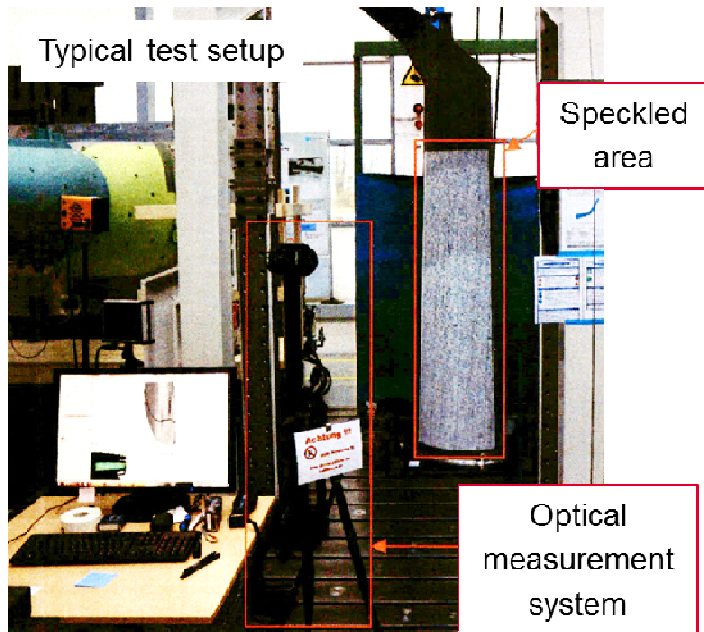 Typical test setup
Speckled
area
Achtung !!!
Optical
measurement
system